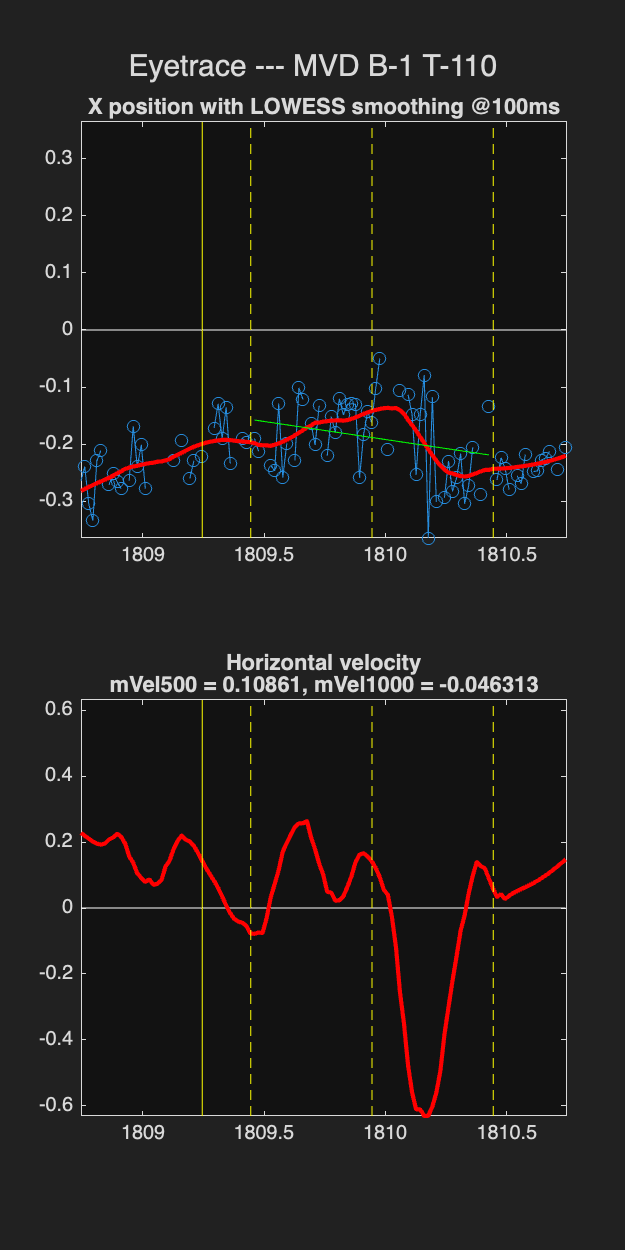 Eyetrace --- MVD B-1 T-110
X position with LOWESS smoothing @100ms
0.3
0.2
0.1
0
-0.1
-0.2
-0.3
1809 1809.5 1810 1810.5
Horizontal velocity
mVel500 = 0.10861, mVel1000 = -0.046313
0.6
0.4
0.2
0
-0.2
-0.4
-0.6
1809 1809.5 1810 1810.5